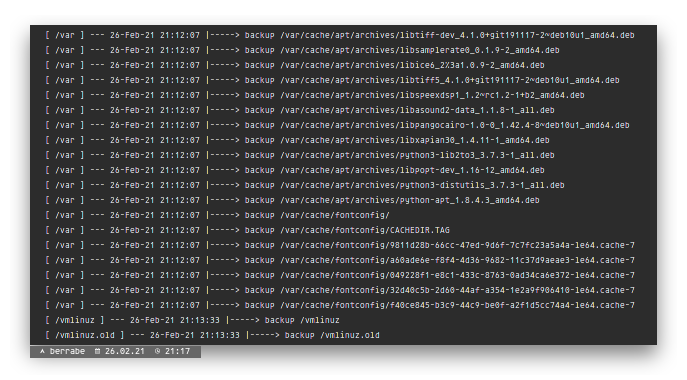 [ /var ] --- 26-Feb-21 21:12:07 |-----> backup /var/cache/apt/archives/libtiff-dev_4.1.0+git191117-2~deb10u1_amd64.deb
[ /var ] --- 26-Feb-21 21:12:07 |-----> backup /var/cache/apt/archives/libsamplerate0_0.1.9-2_amd64.deb
[ /var ] --- 26-Feb-21 21:12:07 |-----> backup /var/cache/apt/archives/libice6_2%3a1.0.9-2_amd64.deb
[ /var ] --- 26-Feb-21 21:12:07 |-----> backup /var/cache/apt/archives/libtiff5_4.1.0+git191117-2~deb10u1_amd64.deb
[ /var ] --- 26-Feb-21 21:12:07 |-----> backup /var/cache/apt/archives/libspeexdsp1_1.2~rc1.2-1+b2_amd64.deb
[ /var ] --- 26-Feb-21 21:12:07 |-----> backup /var/cache/apt/archives/libasound2-data_1.1.8-1_all.deb
[ /var ] --- 26-Feb-21 21:12:07 |-----> backup /var/cache/apt/archives/libpangocairo-1.0-0_1.42.4-8~deb10u1_amd64.deb
[ /var ] --- 26-Feb-21 21:12:07 |-----> backup /var/cache/apt/archives/libxapian30_1.4.11-1_amd64.deb
[ /var ] --- 26-Feb-21 21:12:07 |-----> backup /var/cache/apt/archives/python3-lib2to3_3.7.3-1_all.deb
[ /var ] --- 26-Feb-21 21:12:07 |-----> backup /var/cache/apt/archives/libpopt-dev_1.16-12_amd64.deb
[ /var ] --- 26-Feb-21 21:12:07 |-----> backup /var/cache/apt/archives/python3-distutils_3.7.3-1_all.deb
[ /var ] --- 26-Feb-21 21:12:07 |-----> backup /var/cache/apt/archives/python-apt_1.8.4.3_amd64.deb
[ /var ] --- 26-Feb-21 21:12:07 |-----> backup /var/cache/fontconfig/
[ /var ] --- 26-Feb-21 21:12:07 |-----> backup /var/cache/fontconfig/CACHEDIR.TAG
[ /var ] --- 26-Feb-21 21:12:07 |-----> backup /var/cache/fontconfig/9811d28b-66cc-47ed-9d6f-7c7fc23a5a4a-le64.cache-7
[ /var ] --- 26-Feb-21 21:12:07 |-----> backup /var/cache/fontconfig/a60ade6e-f8f4-4d36-9682-11c37d9aeae3-le64.cache-7
[ /var ] --- 26-Feb-21 21:12:07 |-----> backup /var/cache/fontconfig/049228f1-e8c1-433c-8763-0ad34ca6e372-le64.cache-7
[ /var ] --- 26-Feb-21 21:12:07 |-----> backup /var/cache/fontconfig/32d40c5b-2d60-44af-a354-1e2a9f906410-le64.cache-7
[ /var ] --- 26-Feb-21 21:12:07 |-----> backup /var/cache/fontconfig/f40ce845-b3c9-44c9-be0f-a2f1d5cc74a4-le64.cache-7
[ /vmlinuz ] --- 26-Feb-21 21:13:33 |-----> backup /vmlinuz
[ /vmlinuz.old ] --- 26-Feb-21 21:13:33 |-----> backup /vmlinuz.old
berrabe 26.02.21 21:17